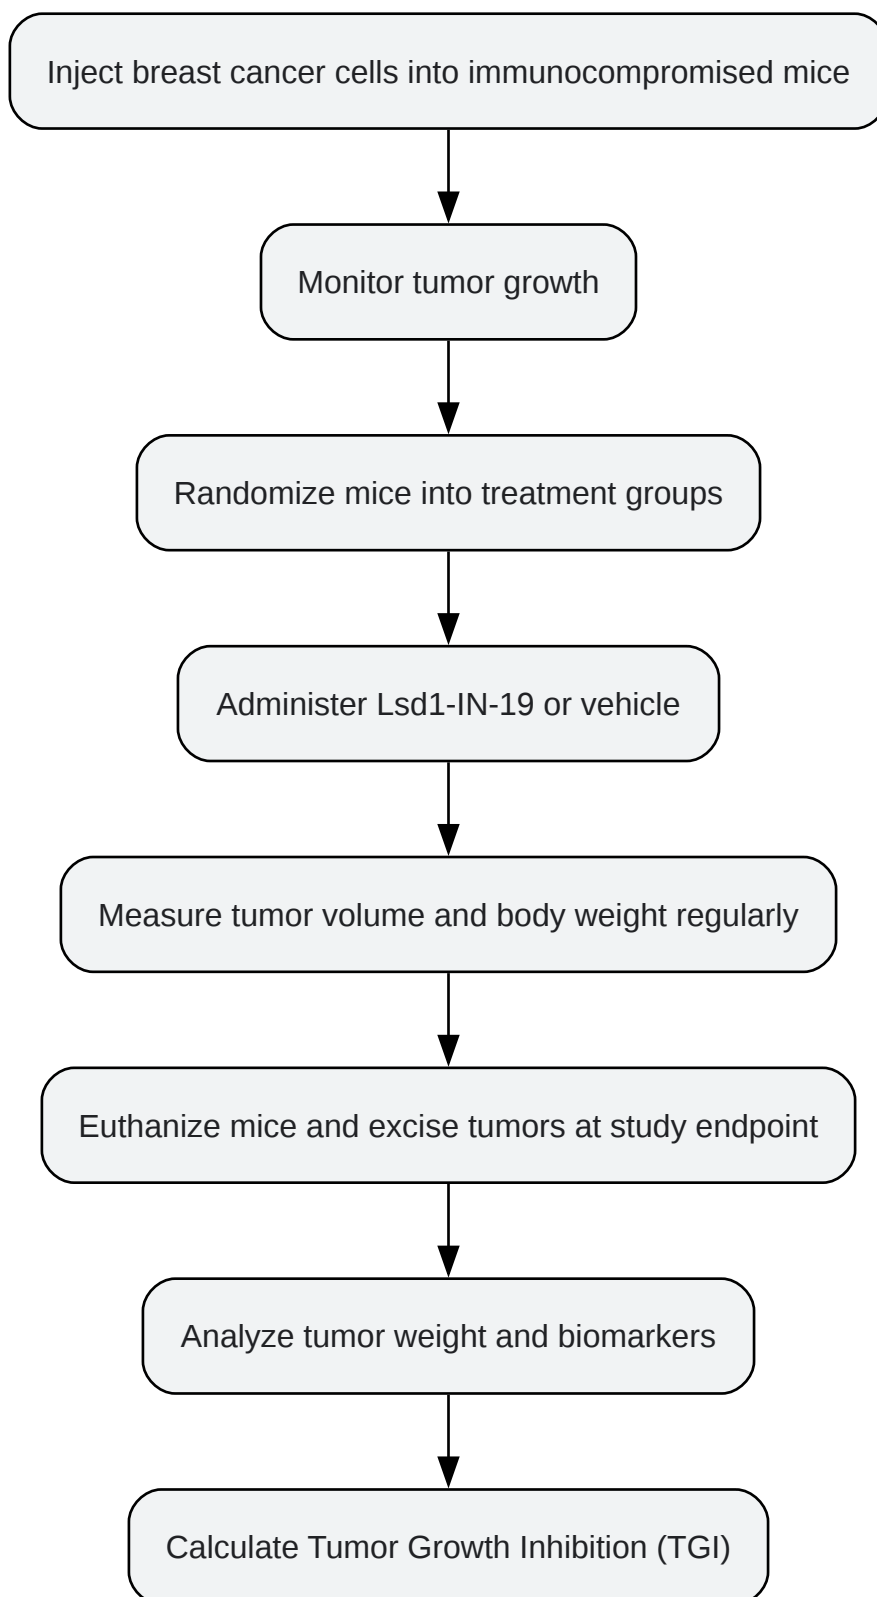 Inject breast cancer cells into immunocompromised mice
Monitor tumor growth
Randomize mice into treatment groups
Administer Lsd1-IN-19 or vehicle
Measure tumor volume and body weight regularly
Euthanize mice and excise tumors at study endpoint
Analyze tumor weight and biomarkers
Calculate Tumor Growth Inhibition (TGI)